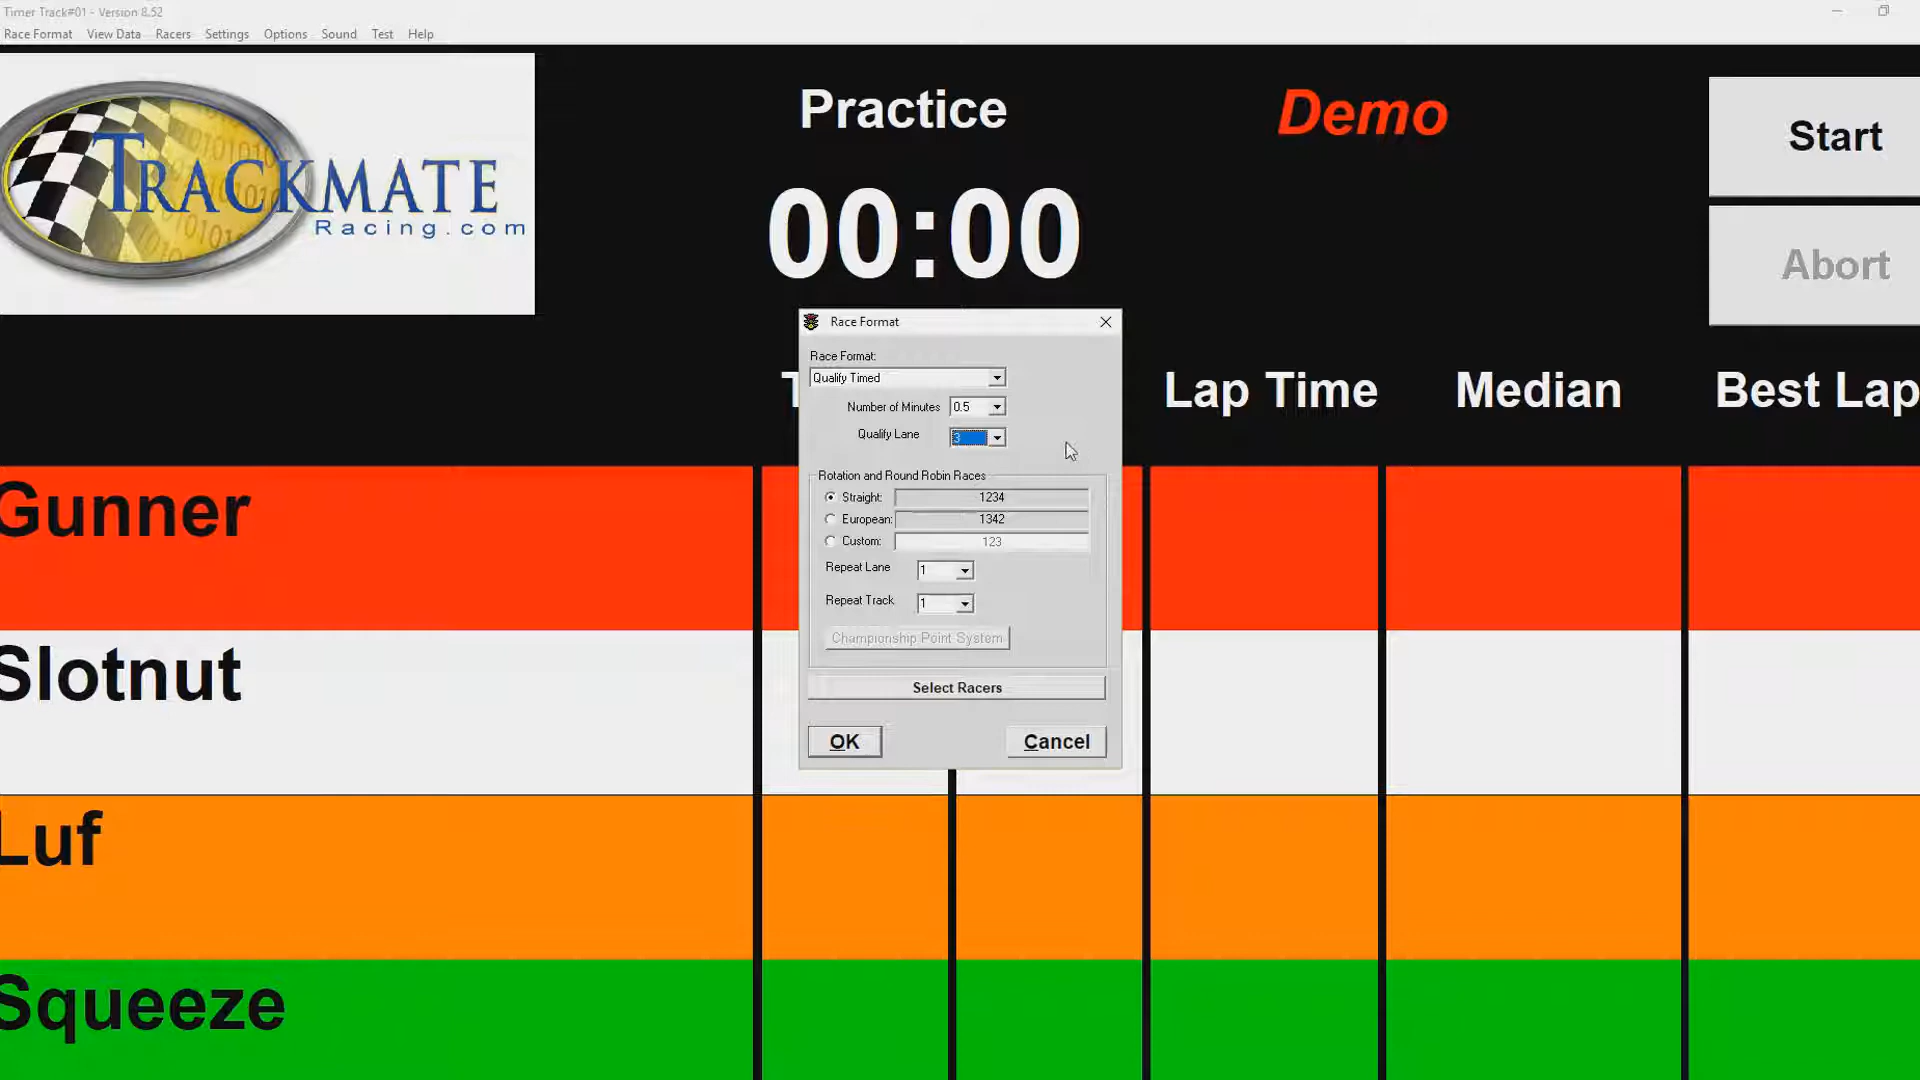 Timer Track#01 - Version 8.52
Race Format View Data Racers Settings Options Sound Test Help
TRACKMATE
Racing.com
Practice
Demo
00:00
Start
Abort
Lap Time
Median
Best Lap
Race Format
Race Format:
Qualify Timed
Number of Minutes 0.5
Qualify Lane 3
Rotation and Round Robin Races
Straight: 1234
European: 1342
Custom: 123
Repeat Lane 1
Repeat Track 1
Championship Point System
Select Racers
OK Cancel
Gunner
Slotnut
Luf
Squeeze